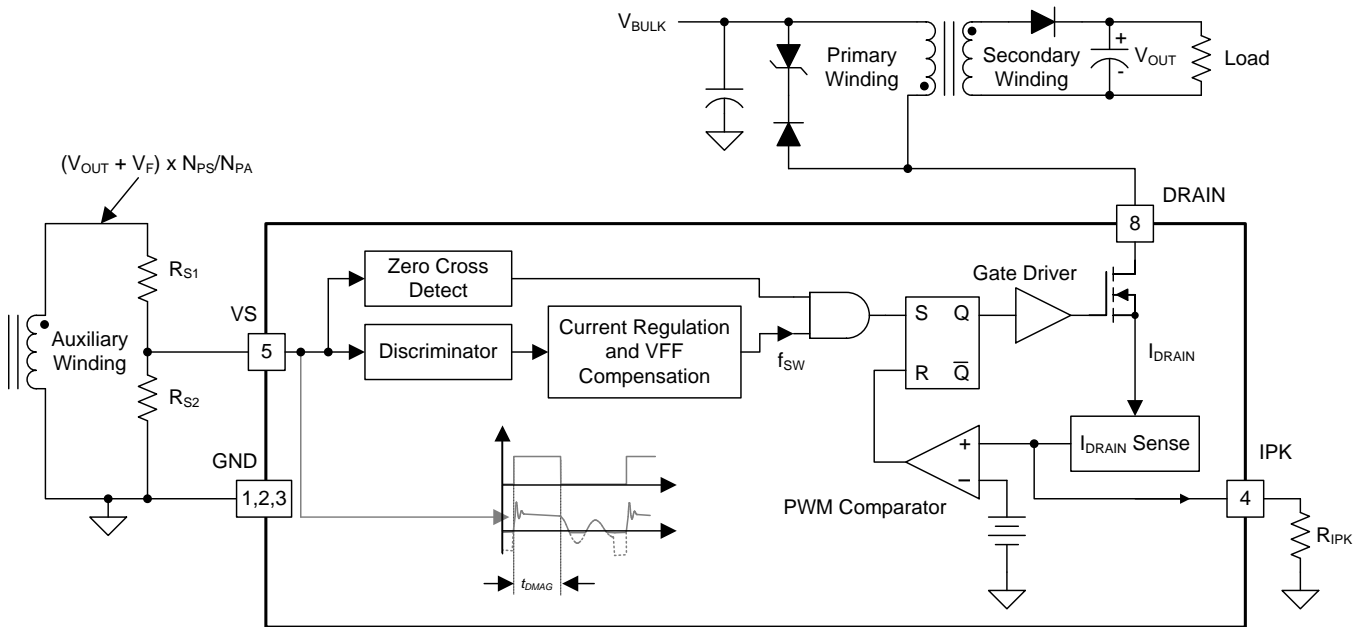 V_BULK
Primary
Winding
Secondary
Winding
+
V_OUT
-
Load
(V_OUT + V_F) x N_PS/N_PA
DRAIN
8
R_S1
Zero Cross
Detect
Gate Driver
VS
5
Auxiliary
Winding
Discriminator
Current Regulation
and VFF
Compensation
f_SW
S Q
R Q̅
I_DRAIN
R_S2
GND
1,2,3
+
−
PWM Comparator
I_DRAIN Sense
IPK
4
R_IPK
t_DMAG